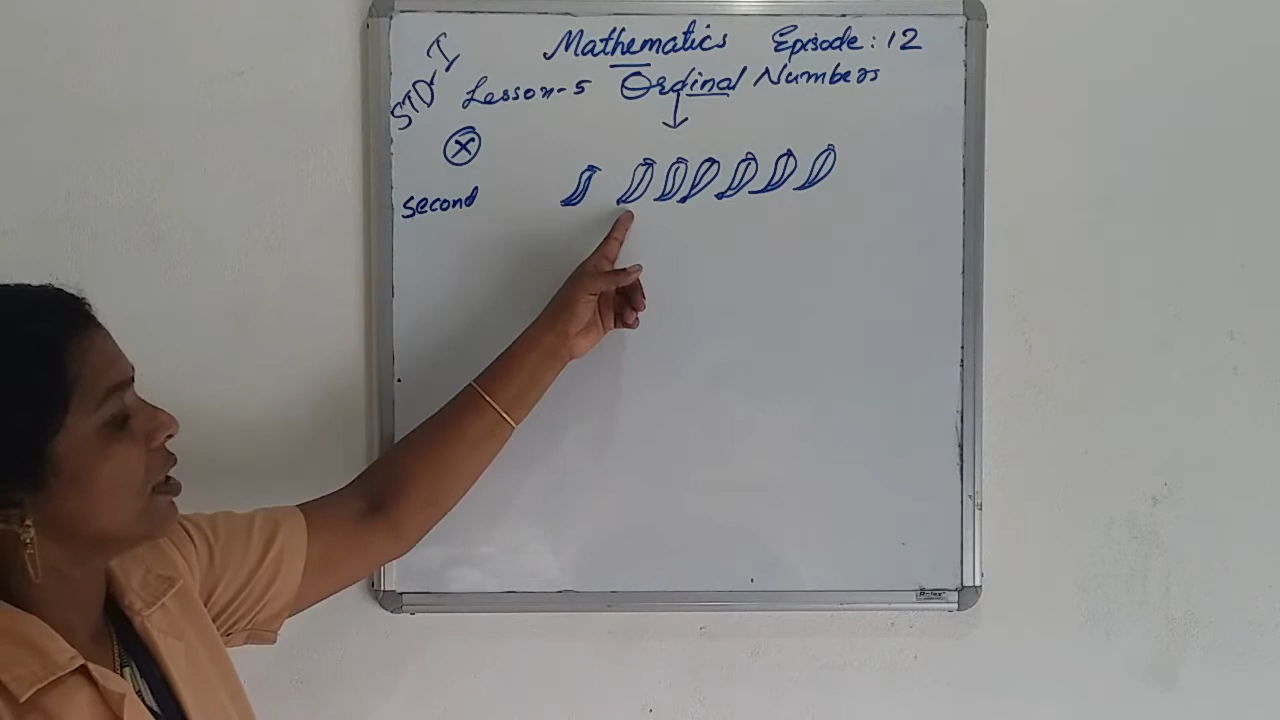 Mathematics Episode: 12
STD-I
Lesson-5 Ordinal Numbers
X
second